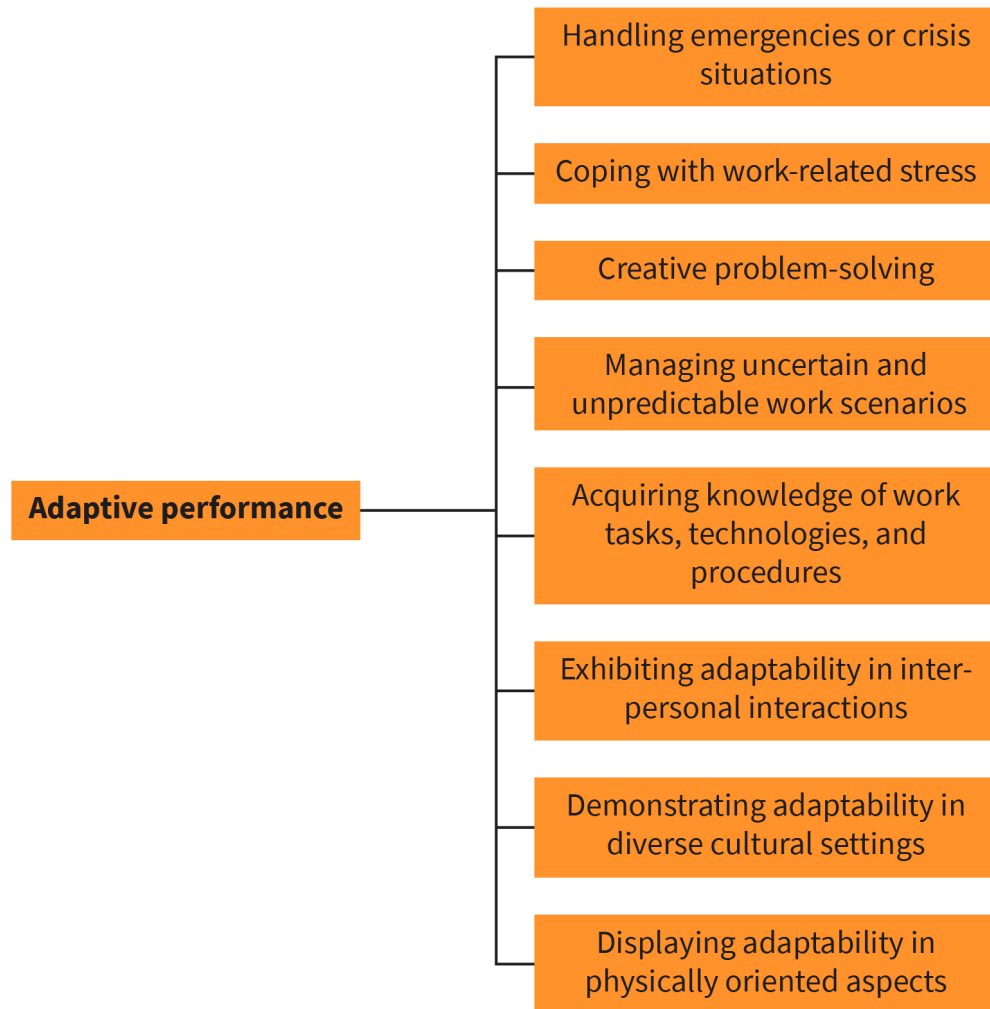 Handling emergencies or crisis
situations
Coping with work-related stress
Creative problem-solving
Managing uncertain and
unpredictable work scenarios
Adaptive performance
Acquiring knowledge of work
tasks, technologies, and
procedures
Exhibiting adaptability in inter-
personal interactions
Demonstrating adaptability in
diverse cultural settings
Displaying adaptability in
physically oriented aspects